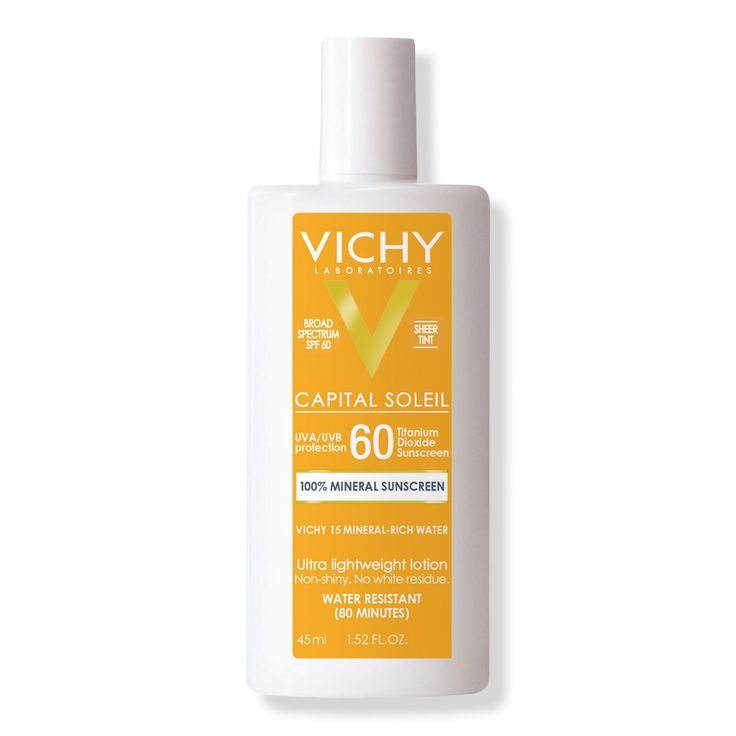 VICHY
LABORATOIRES
BROAD
SPECTRUM
SPF 60
SHEER
TINT
CAPITAL SOLEIL
UVA/UVB
protection
60
Titanium
Dioxide
Sunscreen
100% MINERAL SUNSCREEN
VICHY 15 MINERAL-RICH WATER
Ultra lightweight lotion
Non-shiny. No white residue.
WATER RESISTANT
(80 MINUTES)
45ml 1.52 FL.OZ.